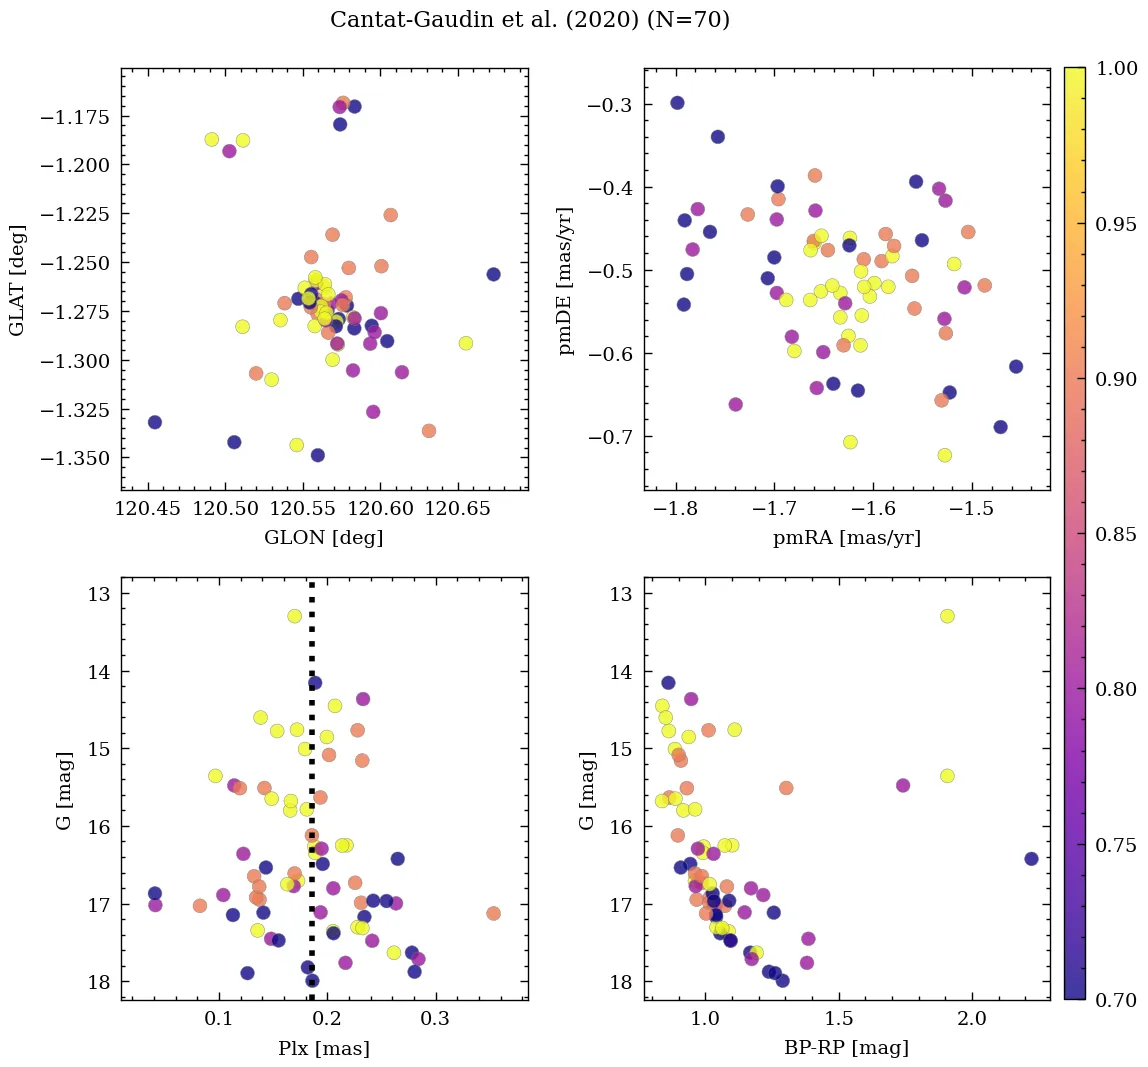 Cantat-Gaudin et al. (2020) (N=70)
−1.175
−1.200
−1.225
−1.250
−1.275
−1.300
−1.325
−1.350
GLAT [deg]
120.45 120.50 120.55 120.60 120.65
GLON [deg]
−0.3
−0.4
−0.5
−0.6
−0.7
pmDE [mas/yr]
−1.8 −1.7 −1.6 −1.5
pmRA [mas/yr]
13
14
15
16
17
18
G [mag]
0.1 0.2 0.3
Plx [mas]
13
14
15
16
17
18
G [mag]
1.0 1.5 2.0
BP-RP [mag]
1.00
0.95
0.90
0.85
0.80
0.75
0.70